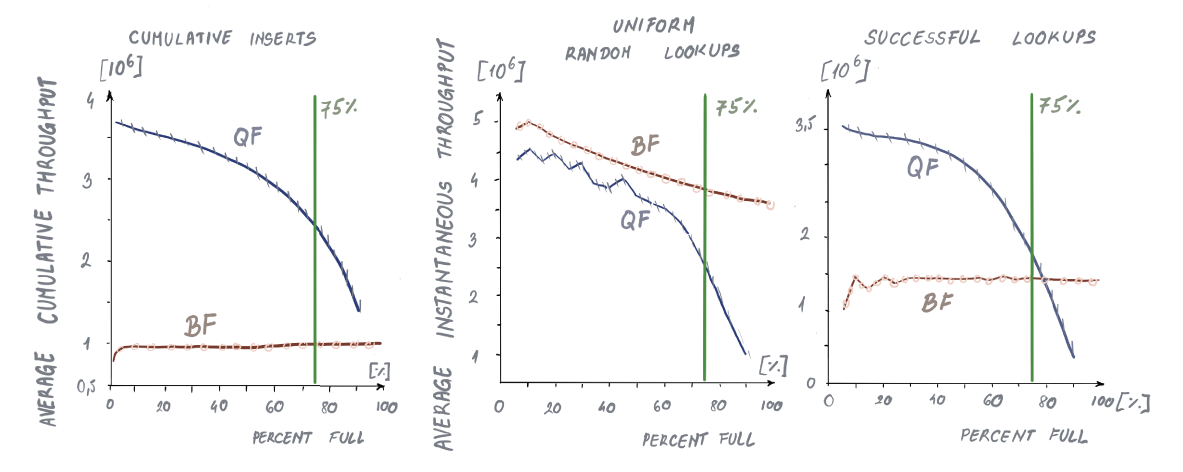 CUMULATIVE INSERTS
[10⁶]
AVERAGE CUMULATIVE THROUGHPUT
4
3
2
1
0,5
QF
75%
BF
[%]
0 20 40 60 80 100
PERCENT FULL
UNIFORM
RANDOM LOOKUPS
[10⁶]
AVERAGE INSTANTANEOUS THROUGHPUT
5
4
3
2
1
BF
75%
QF
[%]
0 20 40 60 80 100
PERCENT FULL
SUCCESSFUL LOOKUPS
[10⁶]
3,5
2
1
0
QF
75%
BF
0 20 40 60 80 100 [%]
PERCENT FULL